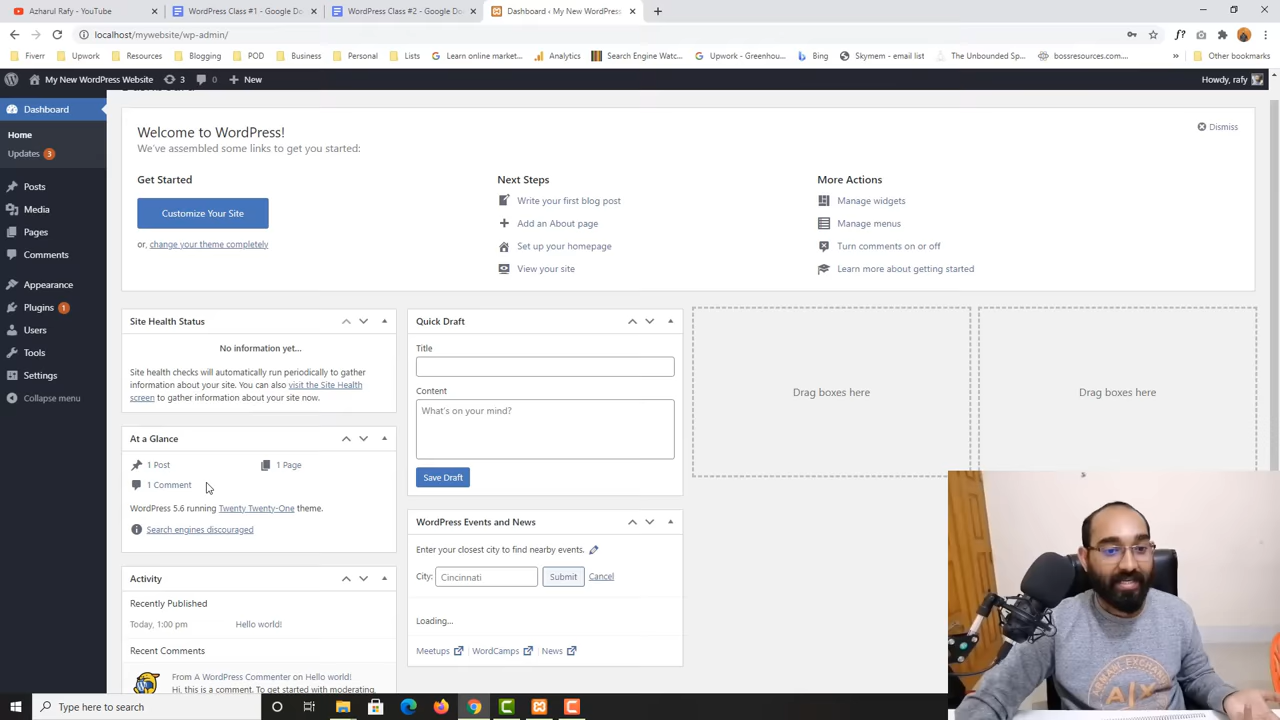 Azharul Rafy - YouTube
WordPress Class #1 - Google Do
WordPress Class #2 - Google Do
Dashboard ‹ My New WordPress
localhost/mywebsite/wp-admin/
Fiverr
Upwork
Resources
Blogging
POD
Business
Personal
Lists
Learn online market...
Analytics
Search Engine Watc...
Upwork - Greenhou...
Bing
Skymem | all email...
The Unbounded Sp...
bossresources.com...
Other bookmarks
My New WordPress Website
3
0
New
Howdy, rafy
Dashboard
Home
Updates 3
Posts
Media
Pages
Comments
Appearance
Plugins 1
Users
Tools
Settings
Collapse menu
Welcome to WordPress!
We've assembled some links to get you started:
Dismiss
Get Started
Customize Your Site
or, change your theme completely
Next Steps
Write your first blog post
Add an About page
Set up your homepage
View your site
More Actions
Manage widgets
Manage menus
Turn comments on or off
Learn more about getting started
Site Health Status
No information yet...
Site health checks will automatically run periodically to gather
information about your site. You can also visit the Site Health
screen to gather information about your site now.
At a Glance
1 Post
1 Page
1 Comment
WordPress 5.6 running Twenty Twenty-One theme.
Search engines discouraged
Activity
Recently Published
Today, 1:00 pm
Hello world!
Recent Comments
From A WordPress Commenter on Hello world!
Hi, this is a comment. To get started with moderating,
Quick Draft
Title
Content
What's on your mind?
Save Draft
WordPress Events and News
Enter your closest city to find nearby events.
City:
Cincinnati
Submit
Cancel
Loading...
Meetups
WordCamps
News
Drag boxes here
Drag boxes here
Type here to search